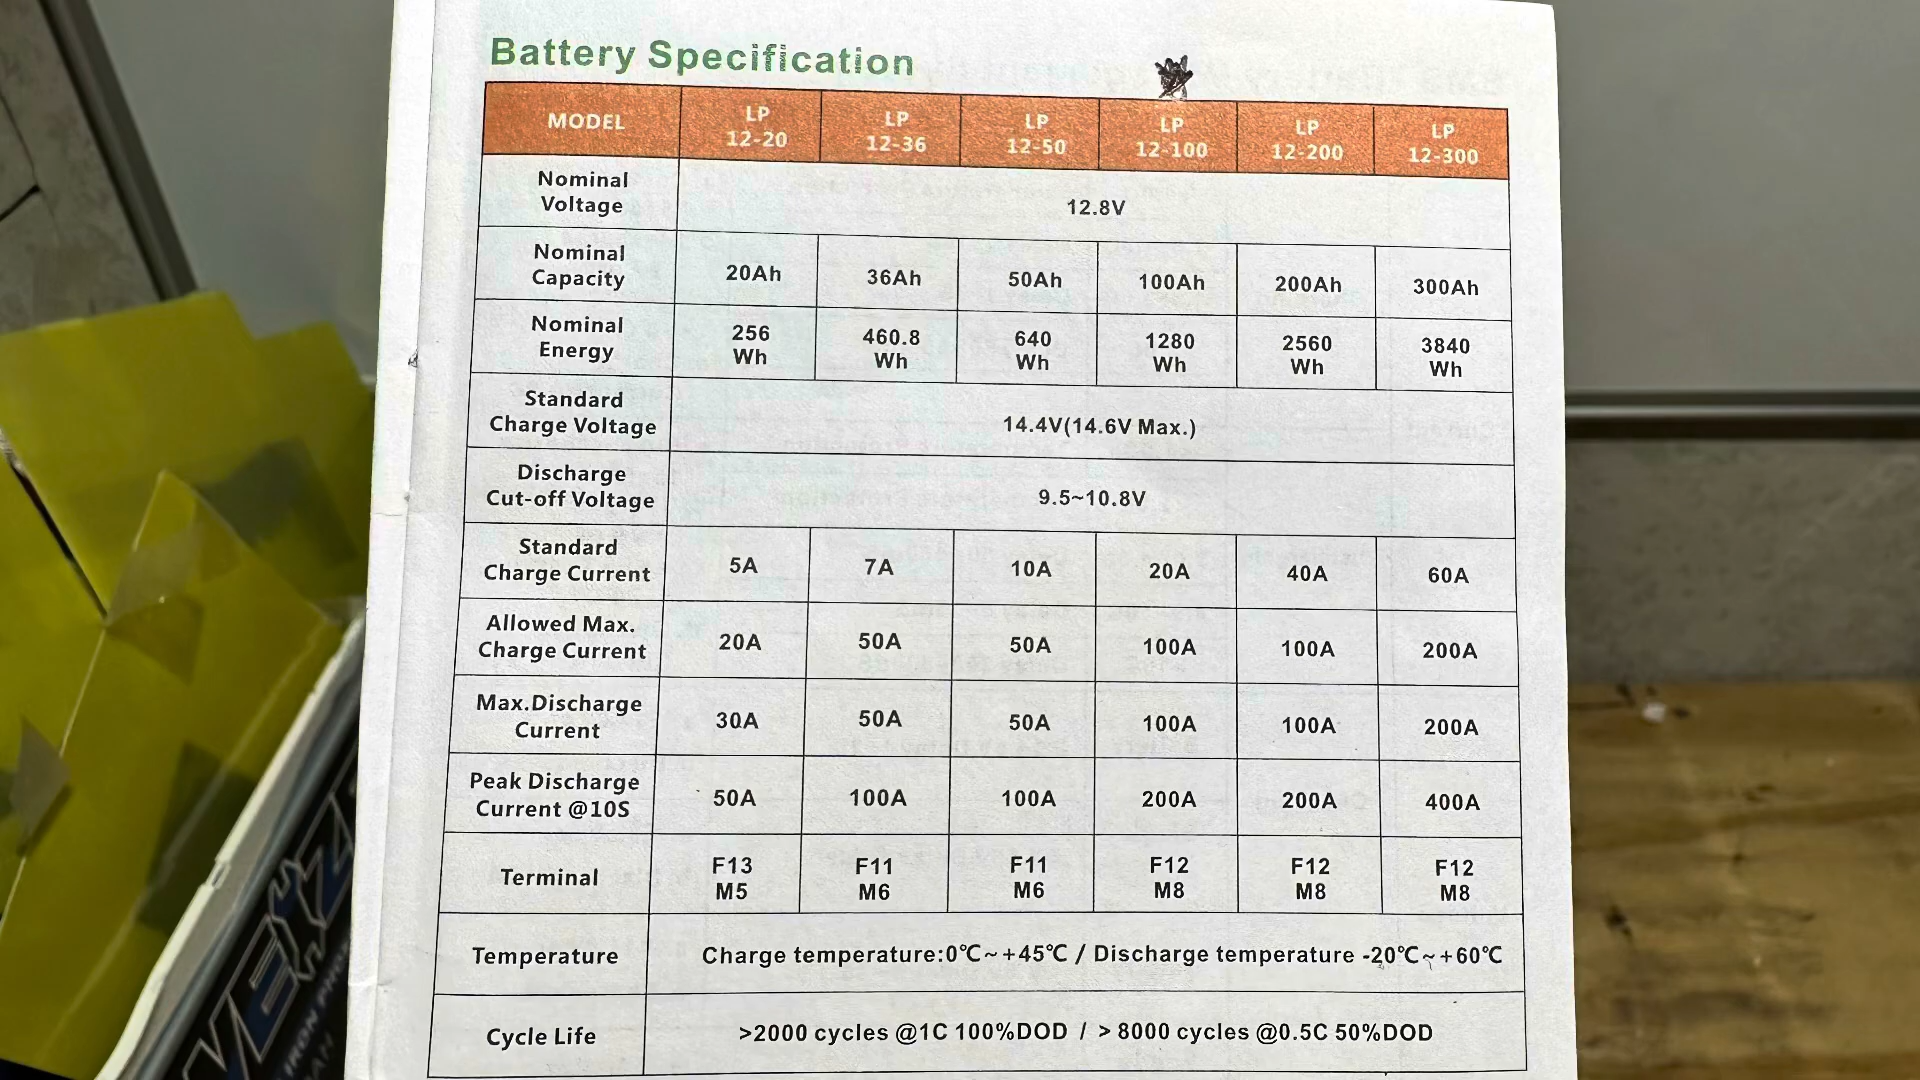 Battery Specification
MODEL LP 12-20 LP 12-36 LP 12-50 LP 12-100 LP 12-200 LP 12-300
Nominal Voltage 12.8V
Nominal Capacity 20Ah 36Ah 50Ah 100Ah 200Ah 300Ah
Nominal Energy 256 Wh 460.8 Wh 640 Wh 1280 Wh 2560 Wh 3840 Wh
Standard Charge Voltage 14.4V(14.6V Max.)
Discharge Cut-off Voltage 9.5~10.8V
Standard Charge Current 5A 7A 10A 20A 40A 60A
Allowed Max. Charge Current 20A 50A 50A 100A 100A 200A
Max.Discharge Current 30A 50A 50A 100A 100A 200A
Peak Discharge Current @10S 50A 100A 100A 200A 200A 400A
Terminal F13 M5 F11 M6 F11 M6 F12 M8 F12 M8 F12 M8
Temperature Charge temperature:0℃~+45℃ / Discharge temperature -20℃~+60℃
Cycle Life >2000 cycles @1C 100%DOD / > 8000 cycles @0.5C 50%DOD